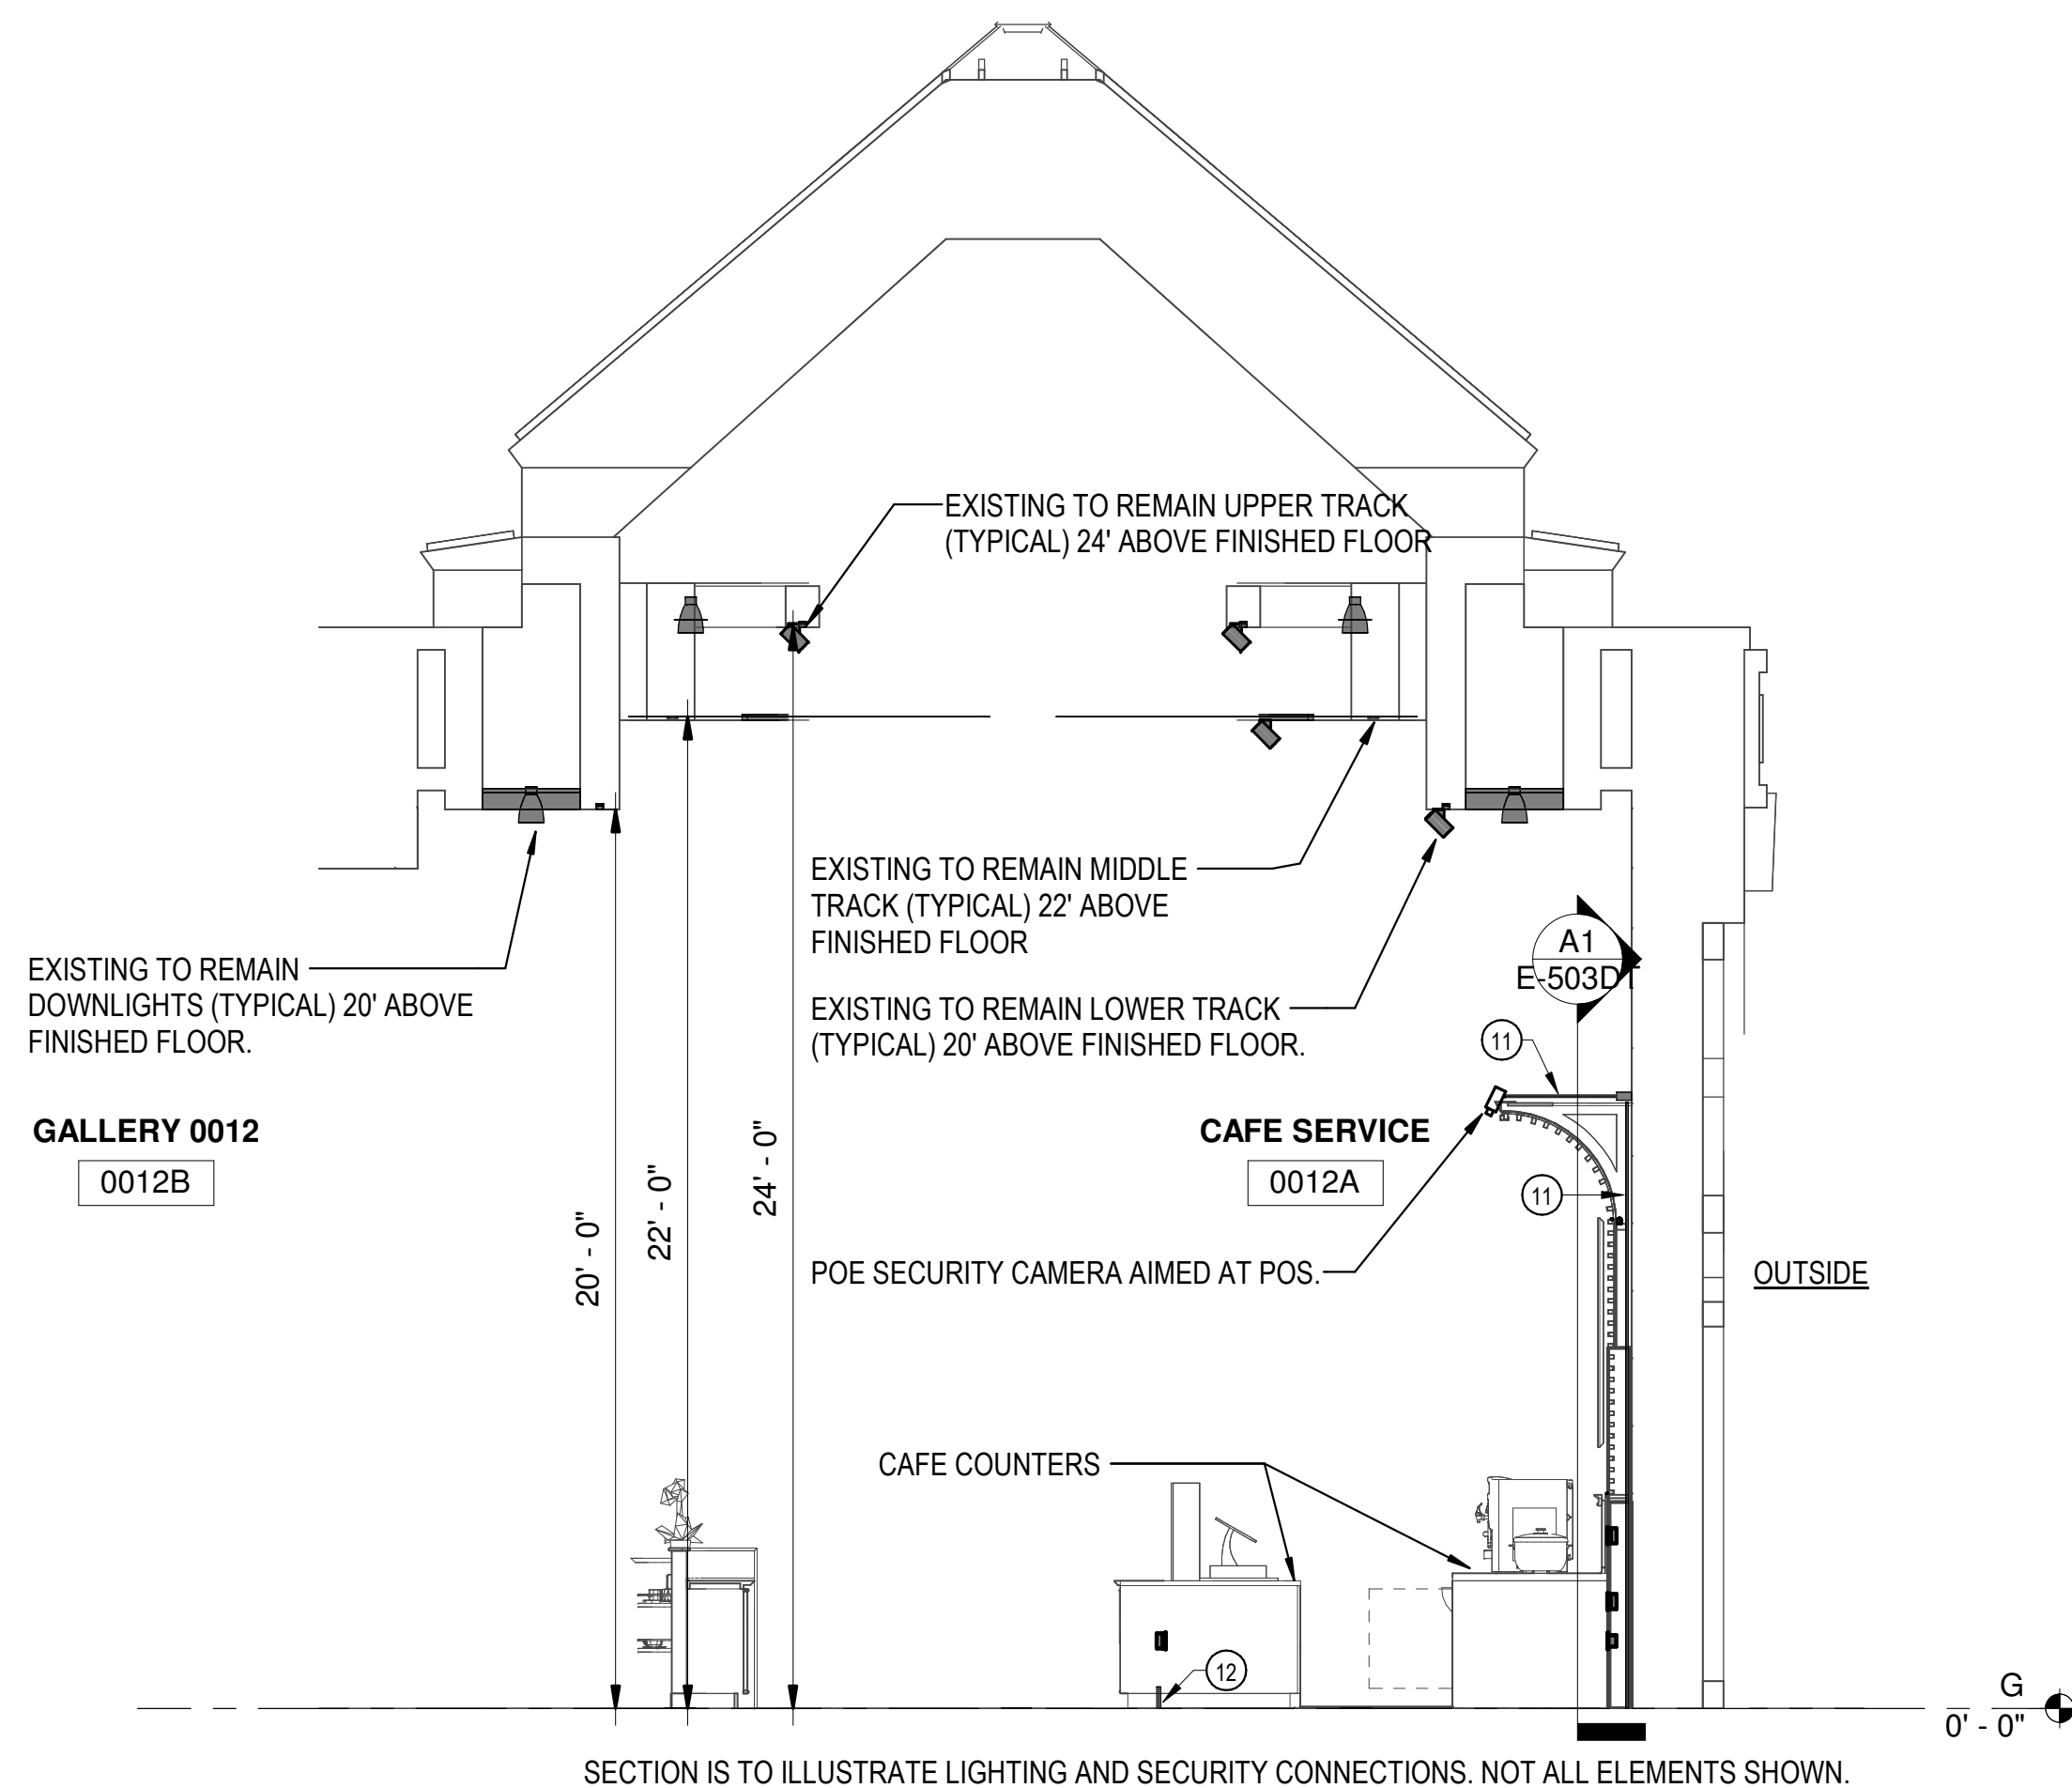 EXISTING TO REMAIN UPPER TRACK
(TYPICAL) 24' ABOVE FINISHED FLOOR
EXISTING TO REMAIN MIDDLE
TRACK (TYPICAL) 22' ABOVE
FINISHED FLOOR
A1
E-503DT
EXISTING TO REMAIN
DOWNLIGHTS (TYPICAL) 20' ABOVE
FINISHED FLOOR.
EXISTING TO REMAIN LOWER TRACK
(TYPICAL) 20' ABOVE FINISHED FLOOR.
11
GALLERY 0012
0012B
20' - 0"
22' - 0"
24' - 0"
CAFE SERVICE
0012A
11
POE SECURITY CAMERA AIMED AT POS.
OUTSIDE
CAFE COUNTERS
12
G
0' - 0"
SECTION IS TO ILLUSTRATE LIGHTING AND SECURITY CONNECTIONS. NOT ALL ELEMENTS SHOWN.